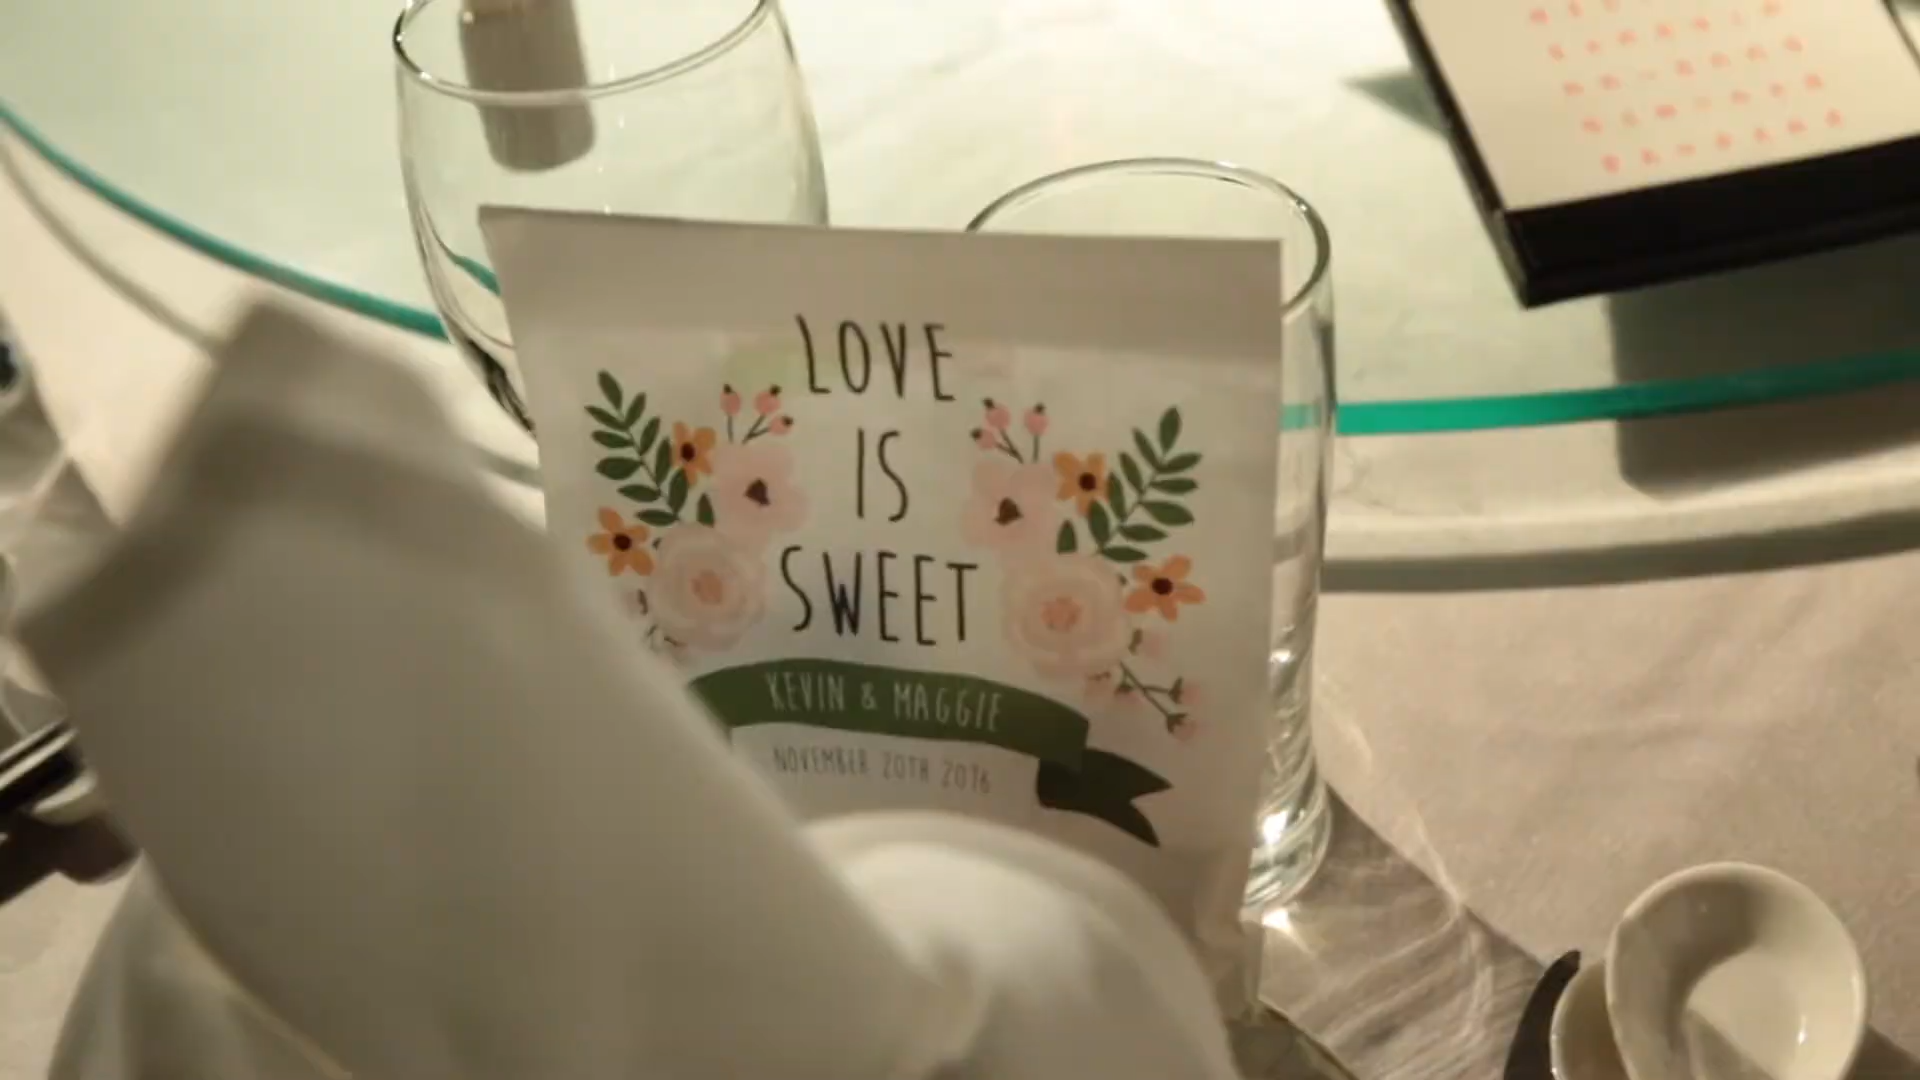 LOVE
IS
SWEET
KEVIN & MAGGIE
NOVEMBER 20TH 2016